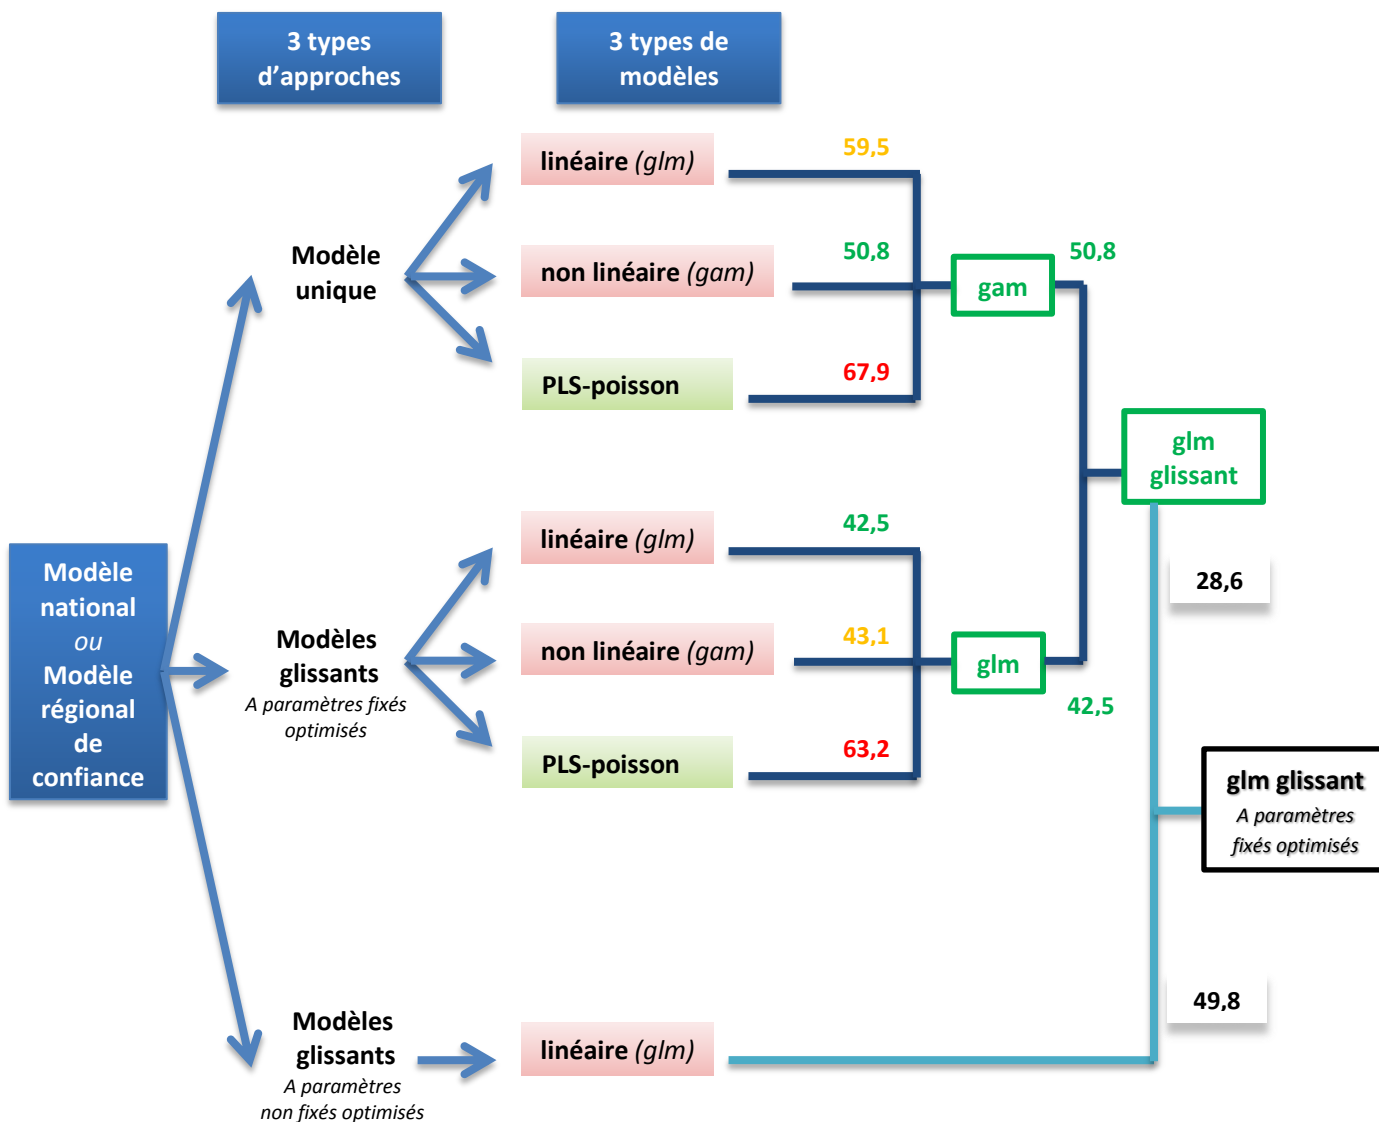 3 types
d'approches
3 types de
modèles
linéaire (glm)
59,5
Modèle
unique
non linéaire (gam)
50,8
gam
50,8
PLS-poisson
67,9
glm
glissant
linéaire (glm)
42,5
28,6
Modèle
national
ou
Modèle
régional
de
confiance
Modèles
glissants
A paramètres fixés
optimisés
non linéaire (gam)
43,1
glm
42,5
PLS-poisson
63,2
glm glissant
A paramètres
fixés optimisés
49,8
Modèles
glissants
A paramètres
non fixés optimisés
linéaire (glm)